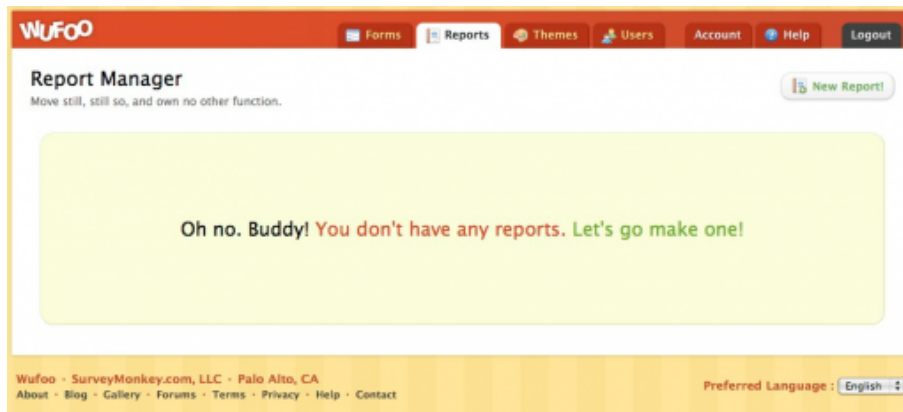 WUFOO
Forms Reports Themes Users Account Help Logout
Report Manager
Move still, still so, and own no other function.
New Report!
Oh no. Buddy! You don't have any reports. Let's go make one!
Wufoo · SurveyMonkey.com, LLC · Palo Alto, CA
About · Blog · Gallery · Forums · Terms · Privacy · Help · Contact
Preferred Language : English